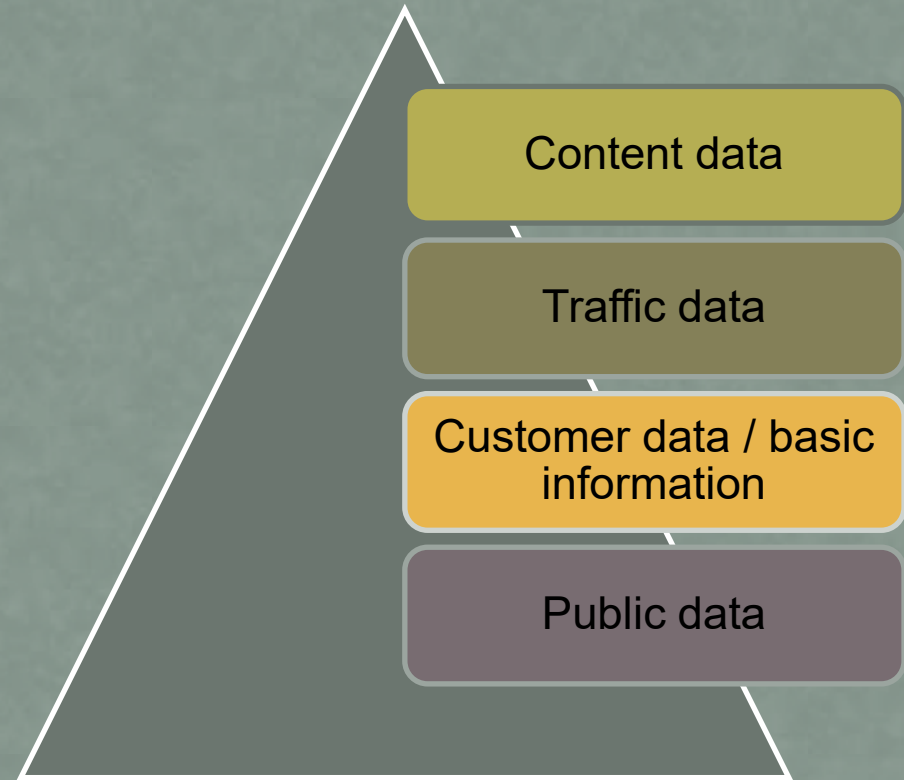 Content data
Traffic data
Customer data / basic
information
Public data